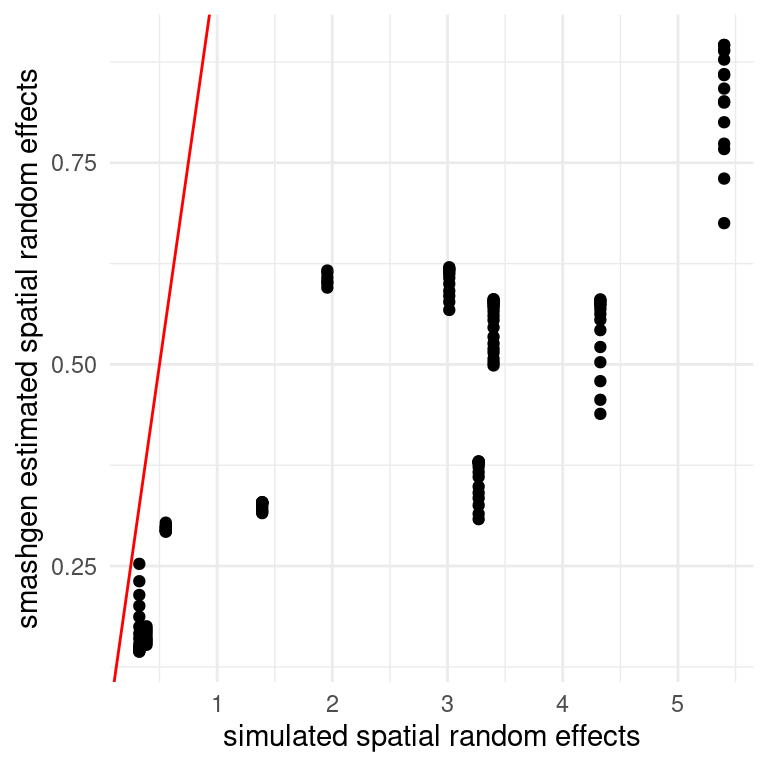 smashgen estimated spatial random effects
0.75
0.50
0.25
1 2 3 4 5
simulated spatial random effects